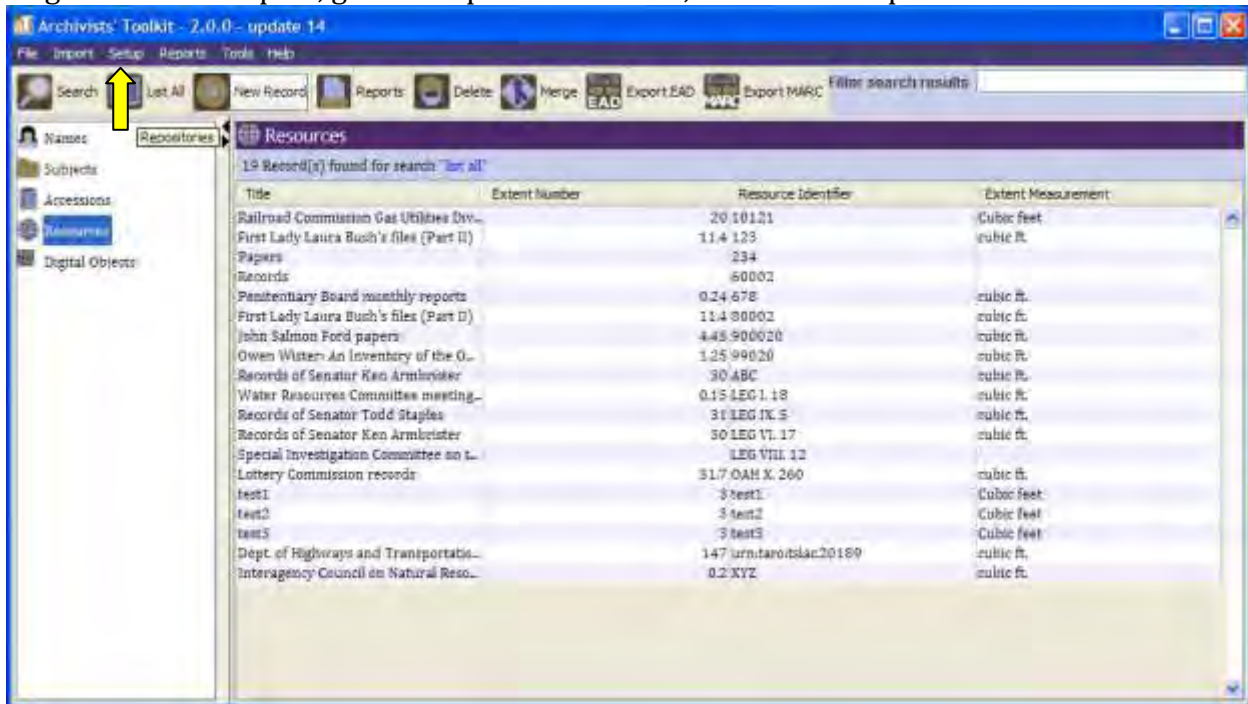 Archivists' Toolkit - 2.0.0 - update 14
File Import Setup Reports Tools Help
Search List All New Record Reports Delete Merge EAD Export EAD MARC Export MARC Filter search results
Names
Repositories
Subjects
Accessions
Resources
Digital Objects
Resources
19 Record(s) found for search "list all"
Title Extent Number Resource Identifier Extent Measurement
Railroad Commission Gas Utilities Div... 20 10121 Cubic feet
First Lady Laura Bush's files (Part II) 11.4 123 cubic ft.
Papers 234
Records 60002
Penitentiary Board monthly reports 0.24 678 cubic ft.
First Lady Laura Bush's files (Part II) 11.4 80002 cubic ft.
John Salmon Ford papers 4.45 900020 cubic ft.
Owen Wister: An Inventory of the O... 1.25 99020 cubic ft.
Records of Senator Ken Armbrister 30 ABC cubic ft.
Water Resources Committee meeting... 0.15 LEG I. 18 cubic ft.
Records of Senator Todd Staples 31 LEG IX. 5 cubic ft.
Records of Senator Ken Armbrister 30 LEG VI. 17 cubic ft.
Special Investigation Committee on t... LEG VIII. 12
Lottery Commission records 31.7 OAH X. 260 cubic ft.
test1 3 test1 Cubic feet
test2 3 test2 Cubic feet
test3 3 test3 Cubic feet
Dept. of Highways and Transportatio... 147 urn:taro:tslac.20189 cubic ft.
Interagency Council on Natural Reso... 0.2 XYZ cubic ft.